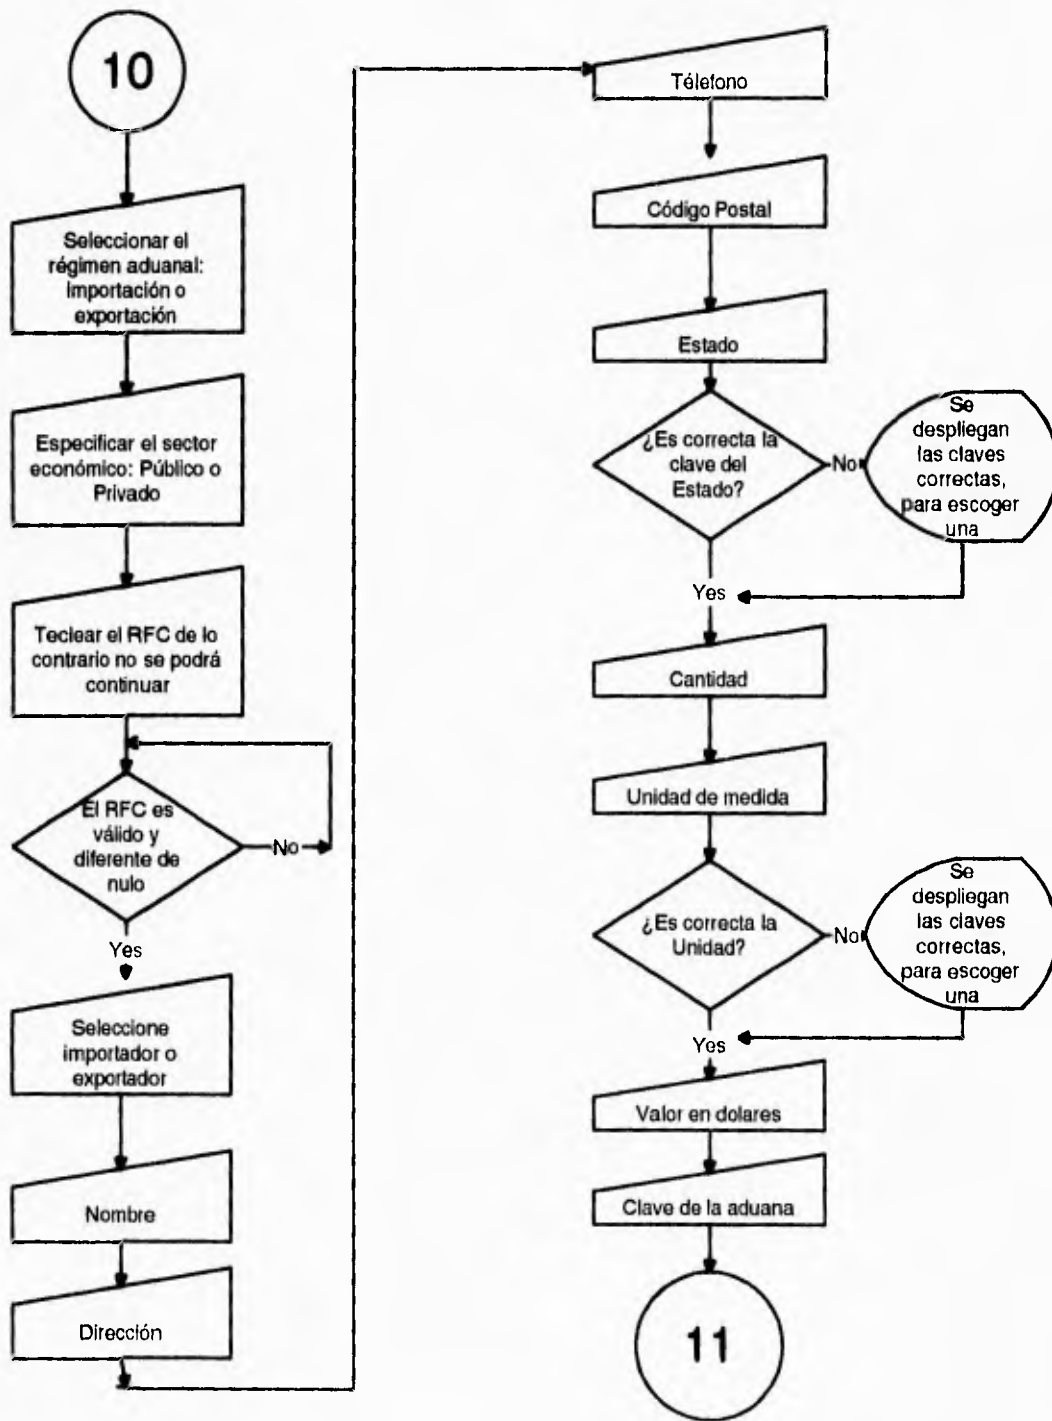 10
Seleccionar el
régimen aduanal:
Importación o
exportación
Especificar el sector
económico: Público o
Privado
Teclear el RFC de lo
contrario no se podrá
continuar
El RFC es
válido y
diferente de
nulo
No
Yes
Seleccione
importador o
exportador
Nombre
Dirección
Télefono
Código Postal
Estado
¿Es correcta la
clave del
Estado?
No
Se
despliegan
las claves
correctas,
para escoger
una
Yes
Cantidad
Unidad de medida
¿Es correcta la
Unidad?
No
Se
despliegan
las claves
correctas,
para escoger
una
Yes
Valor en dolares
Clave de la aduana
11